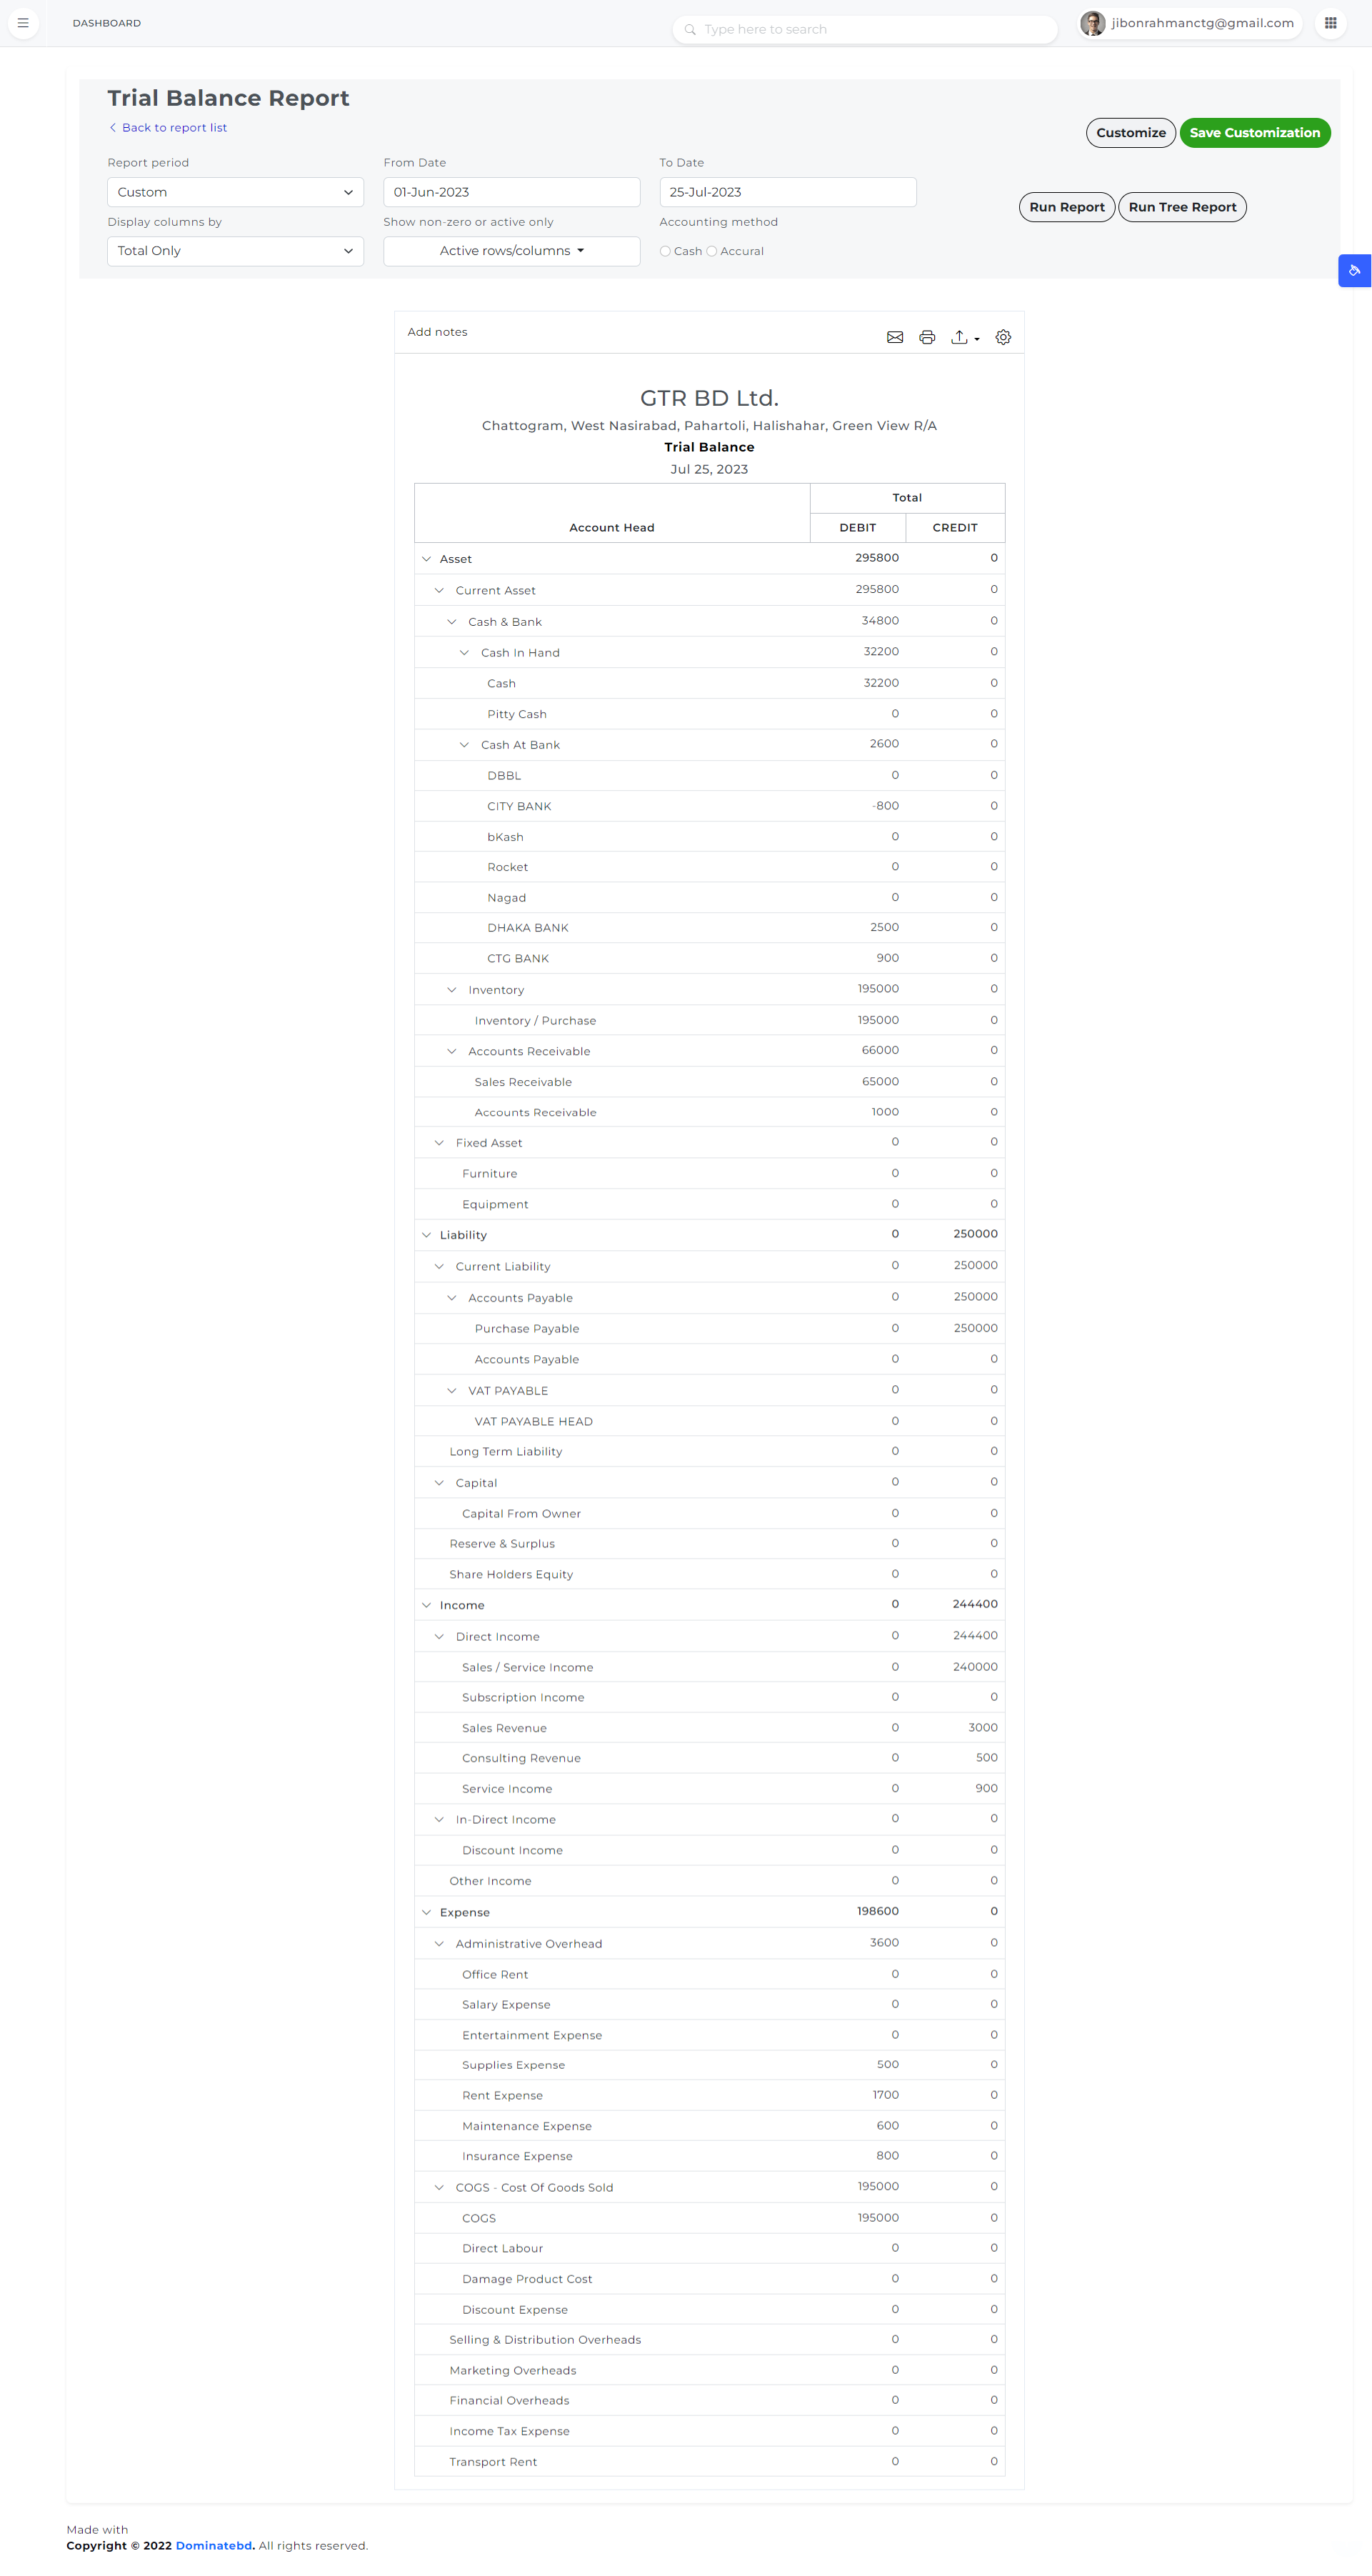 DASHBOARD
Type here to search
jibonrahmanctg@gmail.com
Trial Balance Report
Back to report list
Customize Save Customization
Report period From Date To Date
Custom 01-Jun-2023 25-Jul-2023
Run Report Run Tree Report
Display columns by Show non-zero or active only Accounting method
Total Only Active rows/columns Cash Accural
Add notes
GTR BD Ltd.
Chattogram, West Nasirabad, Pahartoli, Halishahar, Green View R/A
Trial Balance
Jul 25, 2023
Total
Account Head DEBIT CREDIT
Asset 295800 0
Current Asset 295800 0
Cash & Bank 34800 0
Cash In Hand 32200 0
Cash 32200 0
Pitty Cash 0 0
Cash At Bank 2600 0
DBBL 0 0
CITY BANK -800 0
bKash 0 0
Rocket 0 0
Nagad 0 0
DHAKA BANK 2500 0
CTG BANK 900 0
Inventory 195000 0
Inventory / Purchase 195000 0
Accounts Receivable 66000 0
Sales Receivable 65000 0
Accounts Receivable 1000 0
Fixed Asset 0 0
Furniture 0 0
Equipment 0 0
Liability 0 250000
Current Liability 0 250000
Accounts Payable 0 250000
Purchase Payable 0 250000
Accounts Payable 0 0
VAT PAYABLE 0 0
VAT PAYABLE HEAD 0 0
Long Term Liability 0 0
Capital 0 0
Capital From Owner 0 0
Reserve & Surplus 0 0
Share Holders Equity 0 0
Income 0 244400
Direct Income 0 244400
Sales / Service Income 0 240000
Subscription Income 0 0
Sales Revenue 0 3000
Consulting Revenue 0 500
Service Income 0 900
In-Direct Income 0 0
Discount Income 0 0
Other Income 0 0
Expense 198600 0
Administrative Overhead 3600 0
Office Rent 0 0
Salary Expense 0 0
Entertainment Expense 0 0
Supplies Expense 500 0
Rent Expense 1700 0
Maintenance Expense 600 0
Insurance Expense 800 0
COGS - Cost Of Goods Sold 195000 0
COGS 195000 0
Direct Labour 0 0
Damage Product Cost 0 0
Discount Expense 0 0
Selling & Distribution Overheads 0 0
Marketing Overheads 0 0
Financial Overheads 0 0
Income Tax Expense 0 0
Transport Rent 0 0
Made with
Copyright © 2022 Dominatebd. All rights reserved.